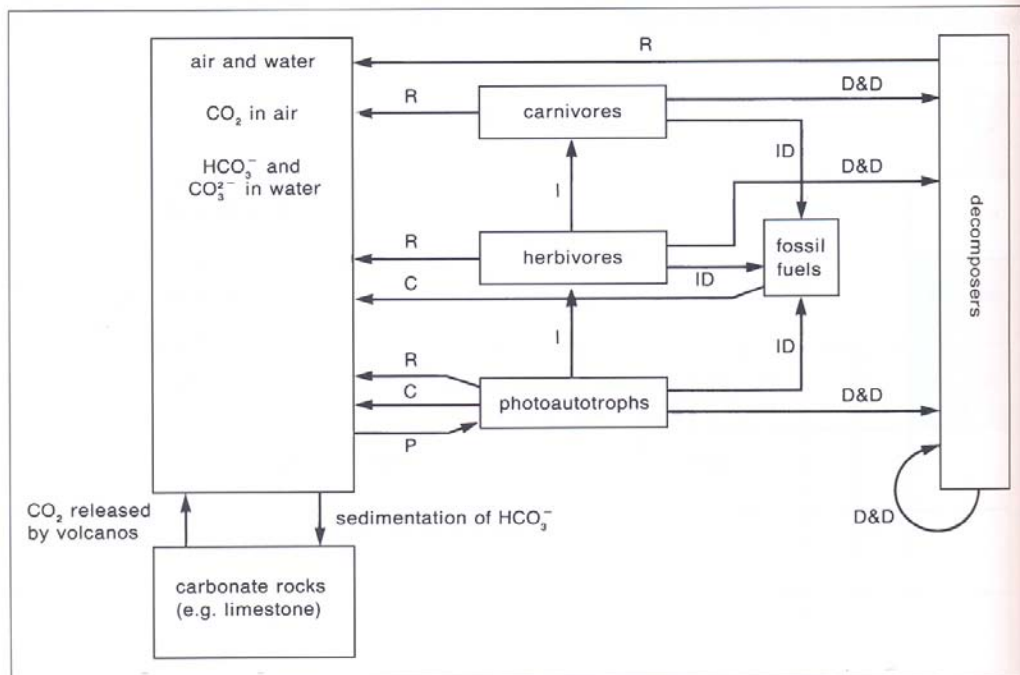 air and water
CO₂ in air
HCO₃⁻ and
CO₃²⁻ in water
R
R
carnivores
D&D
ID
D&D
I
R
herbivores
ID
fossil
fuels
C
I
ID
R
C
photoautotrophs
D&D
P
decomposers
D&D
CO₂ released
by volcanos
sedimentation of HCO₃⁻
carbonate rocks
(e.g. limestone)